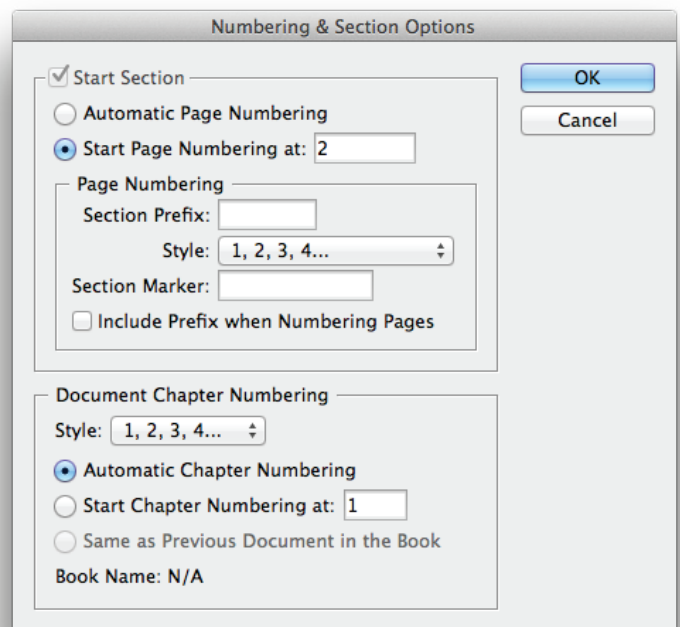 Numbering & Section Options
Start Section
OK
Automatic Page Numbering
Cancel
Start Page Numbering at: 2
Page Numbering
Section Prefix:
Style: 1, 2, 3, 4...
Section Marker:
Include Prefix when Numbering Pages
Document Chapter Numbering
Style: 1, 2, 3, 4...
Automatic Chapter Numbering
Start Chapter Numbering at: 1
Same as Previous Document in the Book
Book Name: N/A